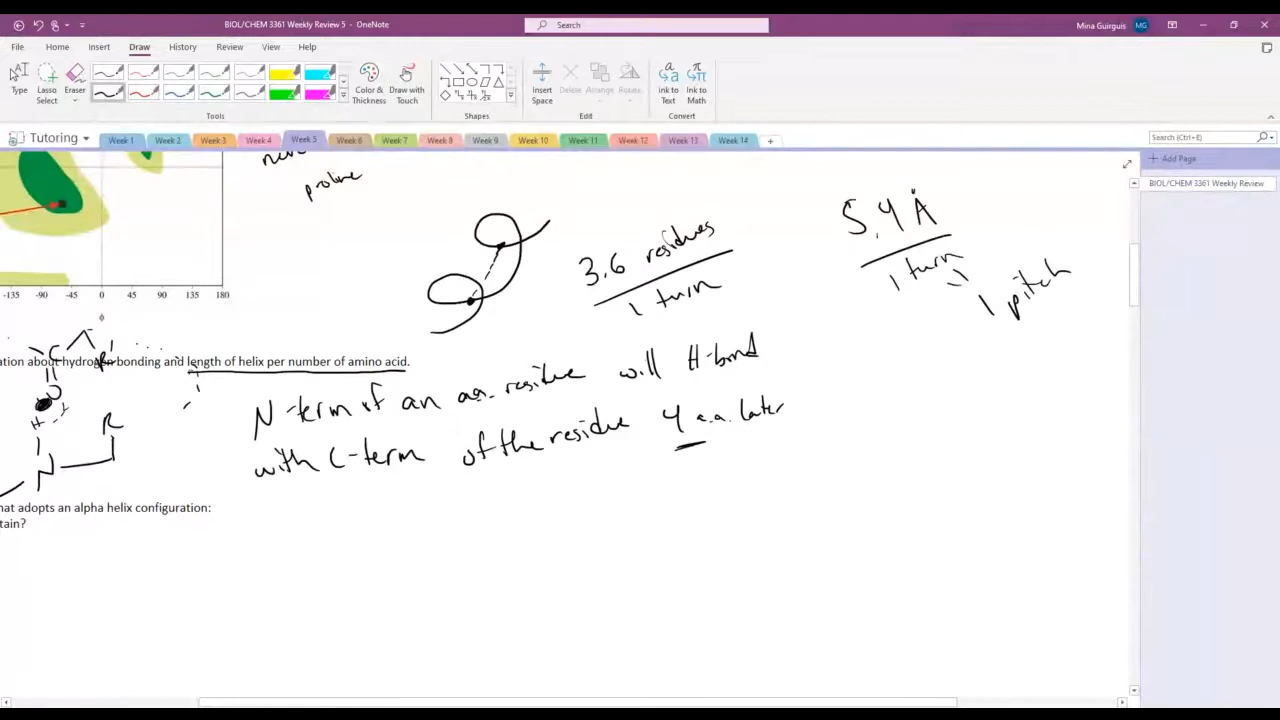 BIOL/CHEM 3361 Weekly Review 5 - OneNote
Search
Mina Guirguis
MG
File Home Insert Draw History Review View Help
Type
Lasso Select
Eraser
Color & Thickness
Draw with Touch
Insert Space
Delete
Arrange
Rotate
Ink to Text
Ink to Math
Tools
Shapes
Edit
Convert
Tutoring
Week 1 Week 2 Week 3 Week 4 Week 5 Week 6 Week 7 Week 8 Week 9 Week 10 Week 11 Week 12 Week 13 Week 14
Search (Ctrl+E)
Add Page
BIOL/CHEM 3361 Weekly Review
proline
3.6 residues
1 turn
5.4 Å
1 turn
=
1 pitch
-135 -90 -45 0 45 90 135 180
ϕ
C R'
ation about hydrogen bonding and length of helix per number of amino acid.
O
H
R
N
N-term of an a.a. residue will H-bond
with C-term of the residue 4 a.a. later
hat adopts an alpha helix configuration:
tain?